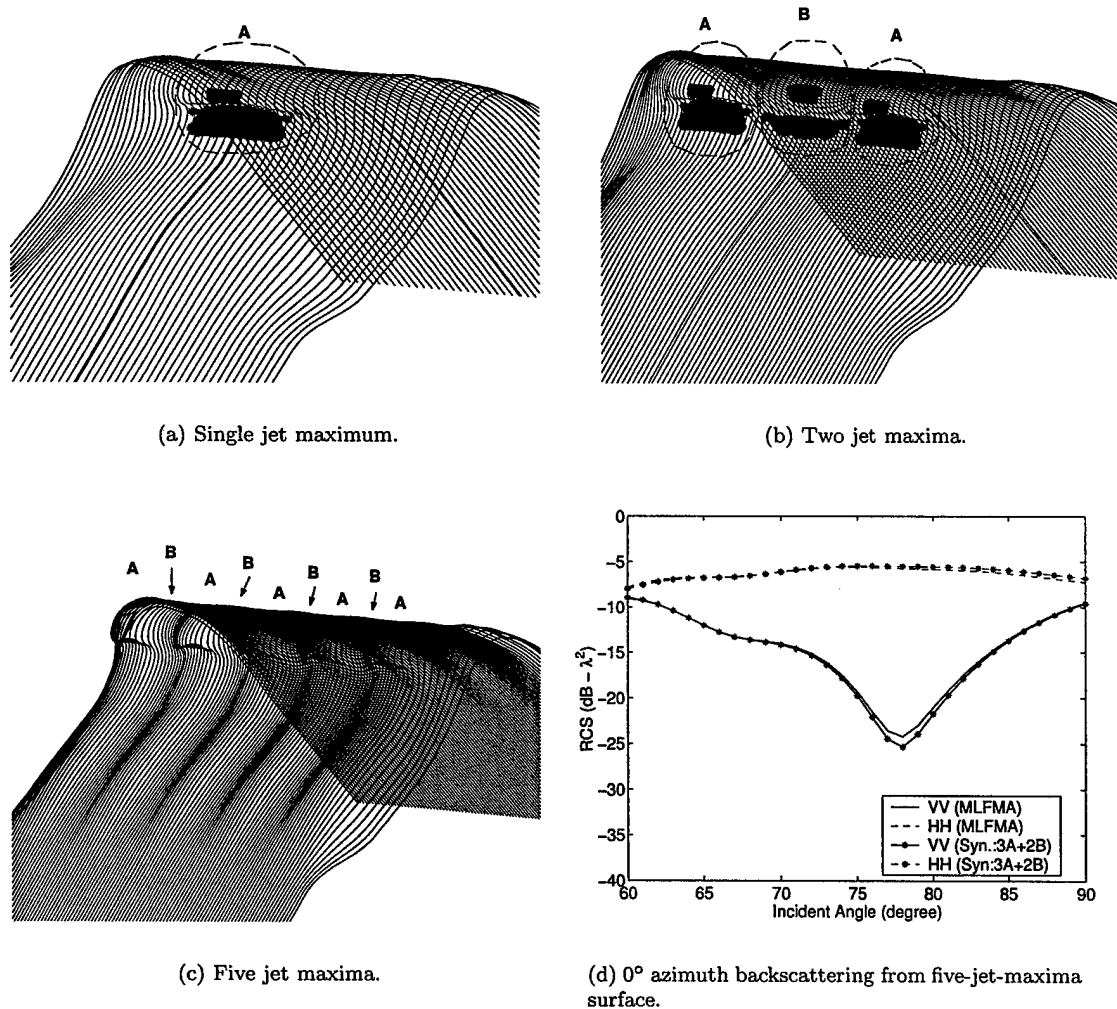 A
A
B
A
(a) Single jet maximum.
(b) Two jet maxima.
A
B
A
B
A
B
A
B
A
(c) Five jet maxima.
0
−5
−10
−15
−20
−25
−30
−35
−40
RCS (dB − λ²)
60
65
70
75
80
85
90
Incident Angle (degree)
VV (MLFMA)
HH (MLFMA)
VV (Syn.:3A+2B)
HH (Syn:3A+2B)
(d) 0° azimuth backscattering from five-jet-maxima
surface.